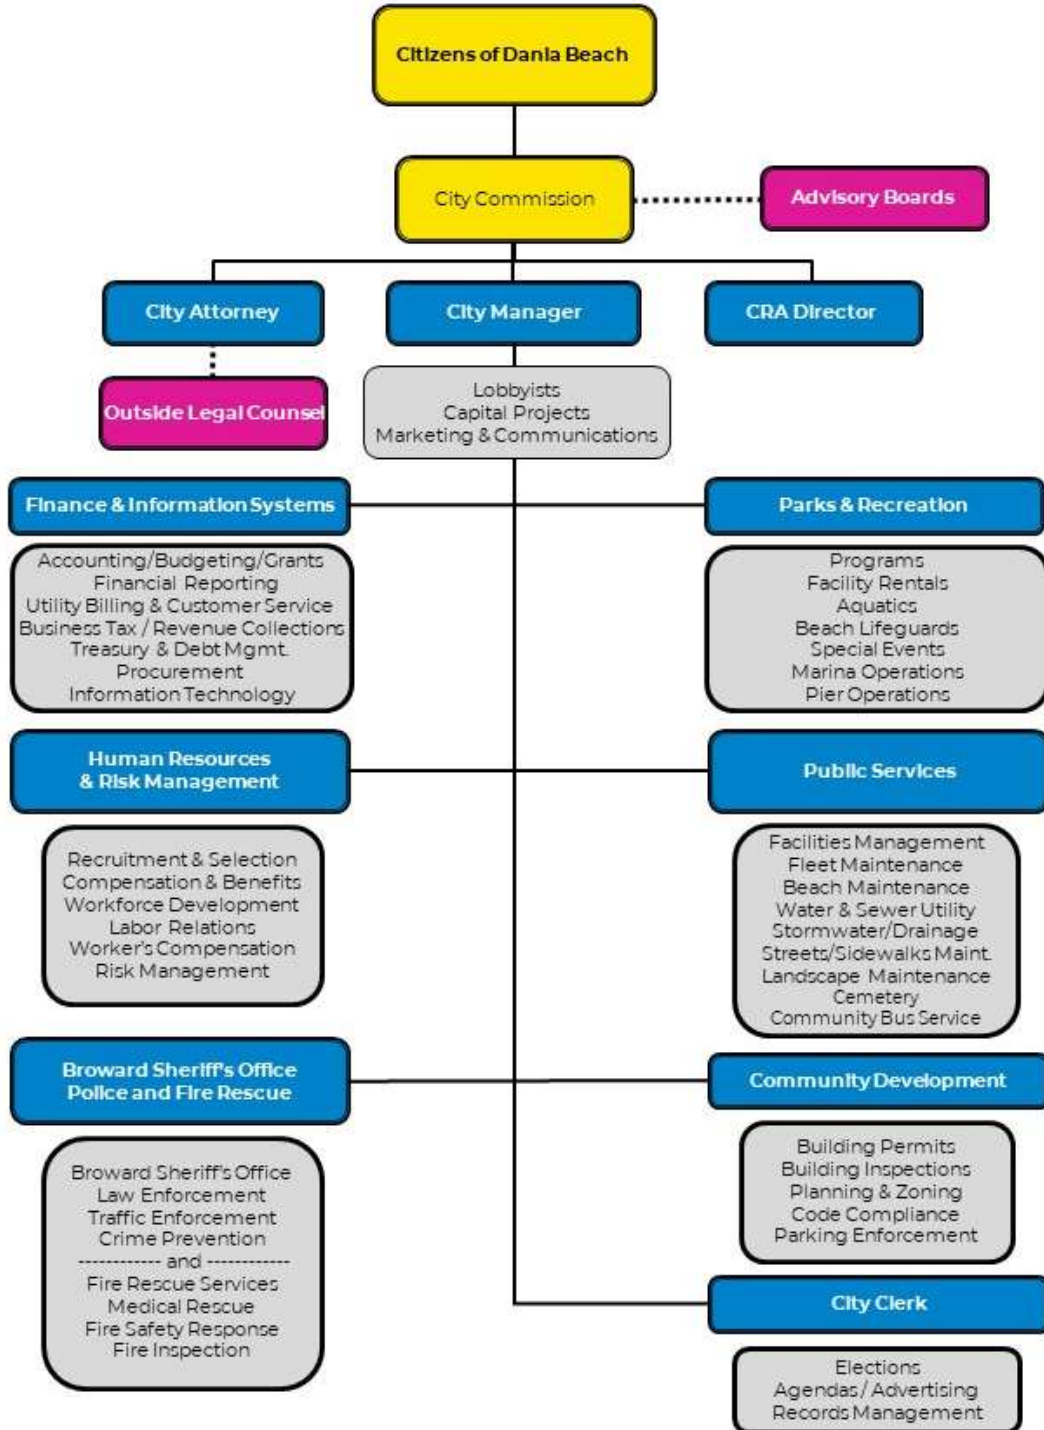 Citizens of Dania Beach
City Commission
Advisory Boards
City Attorney
City Manager
CRA Director
Outside Legal Counsel
Lobbyists
Capital Projects
Marketing & Communications
Finance & Information Systems
Accounting/Budgeting/Grants
Financial Reporting
Utility Billing & Customer Service
Business Tax / Revenue Collections
Treasury & Debt Mgmt.
Procurement
Information Technology
Parks & Recreation
Programs
Facility Rentals
Aquatics
Beach Lifeguards
Special Events
Marina Operations
Pier Operations
Human Resources
& Risk Management
Recruitment & Selection
Compensation & Benefits
Workforce Development
Labor Relations
Worker's Compensation
Risk Management
Public Services
Facilities Management
Fleet Maintenance
Beach Maintenance
Water & Sewer Utility
Stormwater/Drainage
Streets/Sidewalks Maint.
Landscape Maintenance
Cemetery
Community Bus Service
Broward Sheriff's Office
Police and Fire Rescue
Broward Sheriff's Office
Law Enforcement
Traffic Enforcement
Crime Prevention
------------ and ------------
Fire Rescue Services
Medical Rescue
Fire Safety Response
Fire Inspection
Community Development
Building Permits
Building Inspections
Planning & Zoning
Code Compliance
Parking Enforcement
City Clerk
Elections
Agendas / Advertising
Records Management